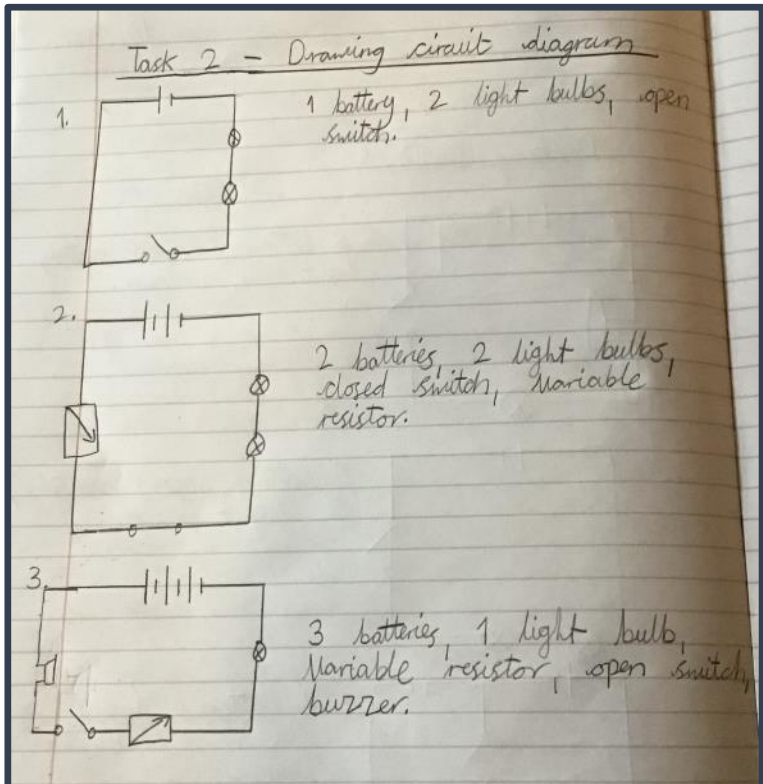 Task 2 - Drawing circuit diagram
1.
1 battery, 2 light bulbs, open
switch.
2.
2 batteries, 2 light bulbs,
closed switch, variable
resistor.
3.
3 batteries, 1 light bulb,
variable resistor, open switch,
buzzer.